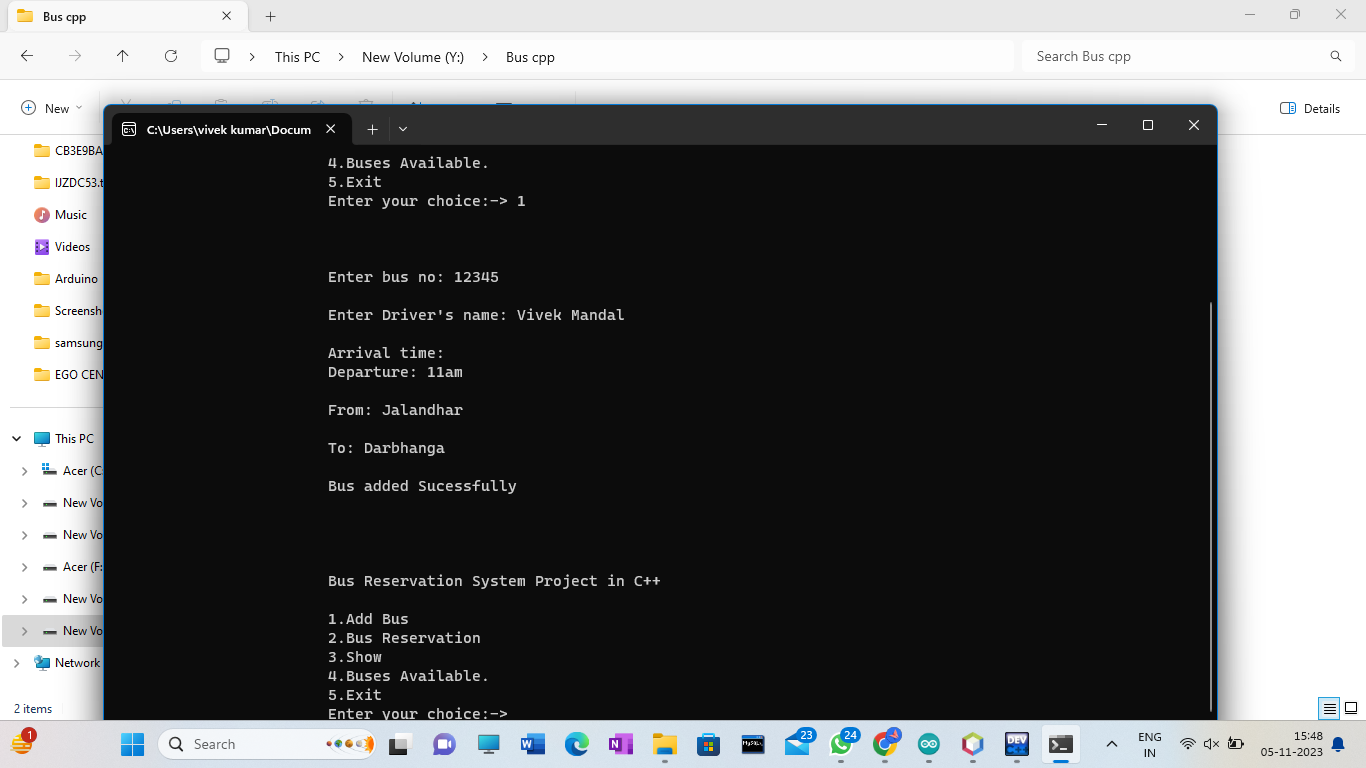 Bus cpp
This PC
New Volume (Y:)
Bus cpp
Search Bus cpp
New
Details
C:\Users\vivek kumar\Docum
CB3E9BA
IJZDC53.t
Music
Videos
Arduino
Screensh
samsung
EGO CEN
This PC
Acer (C
New Vo
New Vo
Acer (F:
New Vo
New Vo
Network
2 items
4.Buses Available.
5.Exit
Enter your choice:-> 1
Enter bus no: 12345
Enter Driver's name: Vivek Mandal
Arrival time:
Departure: 11am
From: Jalandhar
To: Darbhanga
Bus added Sucessfully
Bus Reservation System Project in C++
1.Add Bus
2.Bus Reservation
3.Show
4.Buses Available.
5.Exit
Enter your choice:->
1
Search
W
N
MySQL
23
24
DEV
C++
ENG
IN
15:48
05-11-2023